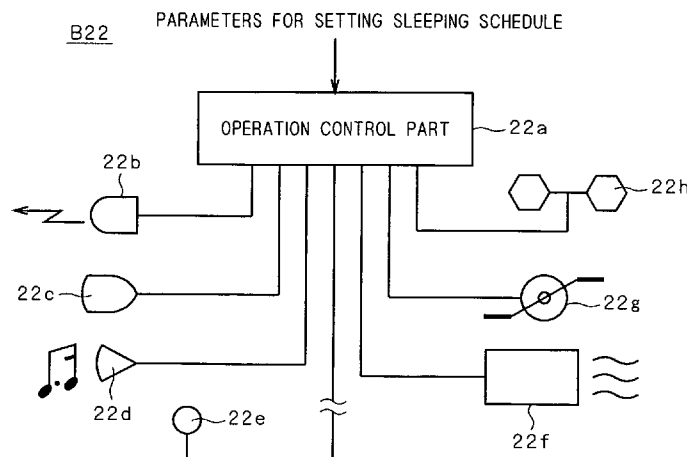 B22
PARAMETERS FOR SETTING SLEEPING SCHEDULE
OPERATION CONTROL PART
22a
22b
22h
22c
22g
22d
22e
22f